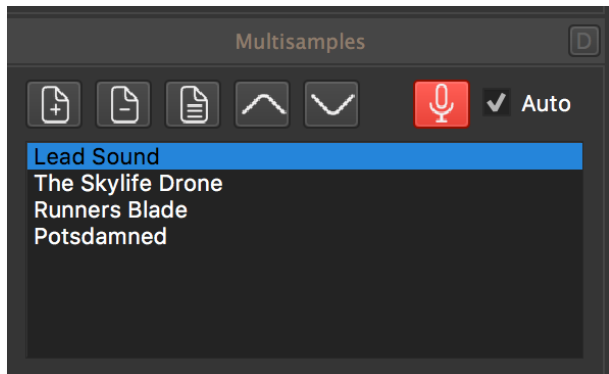 Multisamples
D
Auto
Lead Sound
The Skylife Drone
Runners Blade
Potsdamned